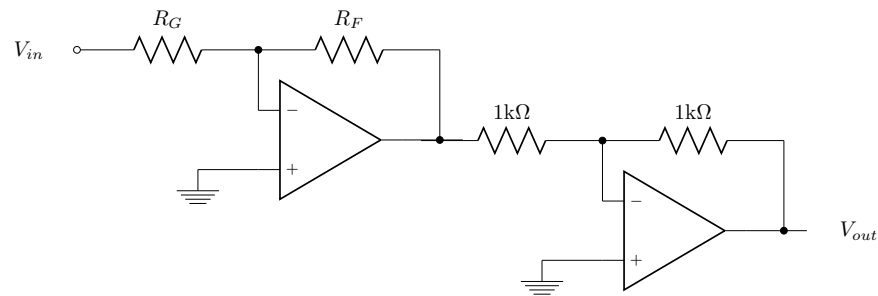 R_G
R_F
V_in
−
+
1kΩ
1kΩ
−
+
V_out